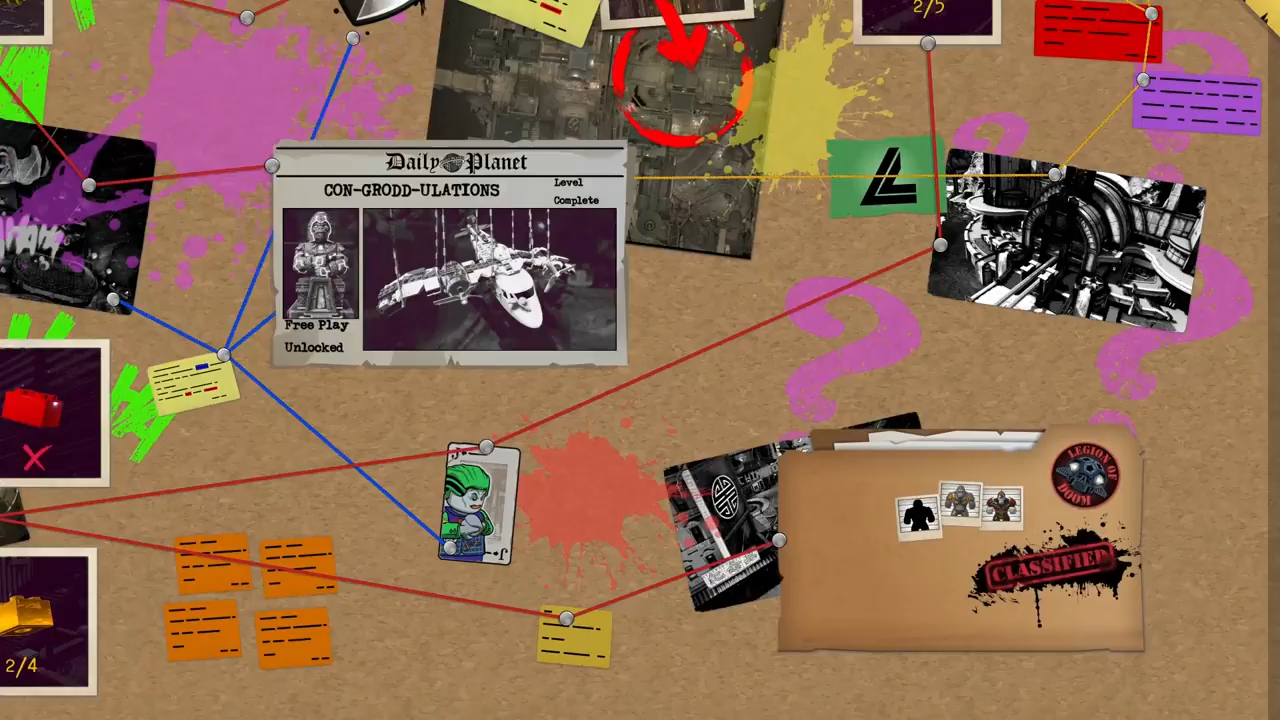 2/5
Daily Planet
CON-GRODD-ULATIONS
Level
Complete
Free Play
Unlocked
J
J
LEGION OF
DOOM
CLASSIFIED
2/4